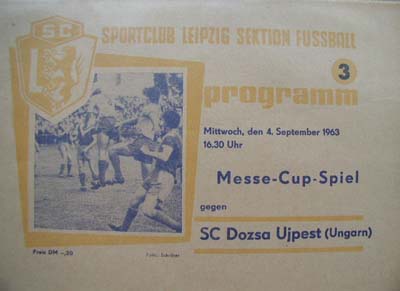 SC
L
SPORTCLUB LEIPZIG SEKTION FUSSBALL
3
programm
Mittwoch, den 4. September 1963
16.30 Uhr
Messe-Cup-Spiel
gegen
SC Dozsa Ujpest (Ungarn)
Preis DM -,30